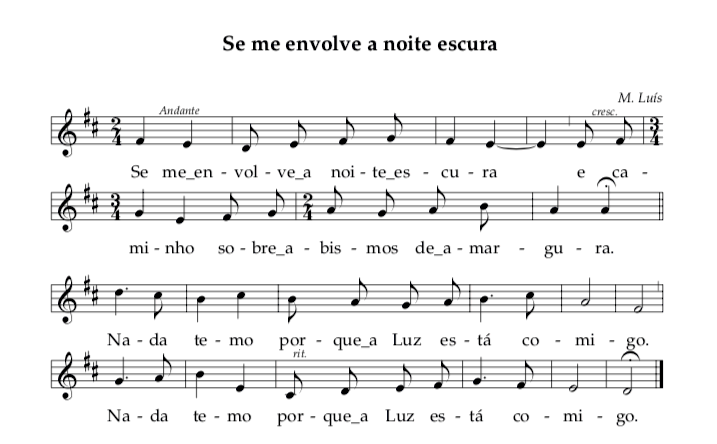 Se me envolve a noite escura
M. Luís
Andante
cresc.
Se me_en - vol - ve_a noi - te_es - cu - ra e ca -
minho so - bre_a - bis - mos de_a - mar - gu - ra.
Na - da te - mo por - que_a Luz es - tá co - mi - go.
rit.
Na - da te - mo por - que_a Luz es - tá co - mi - go.